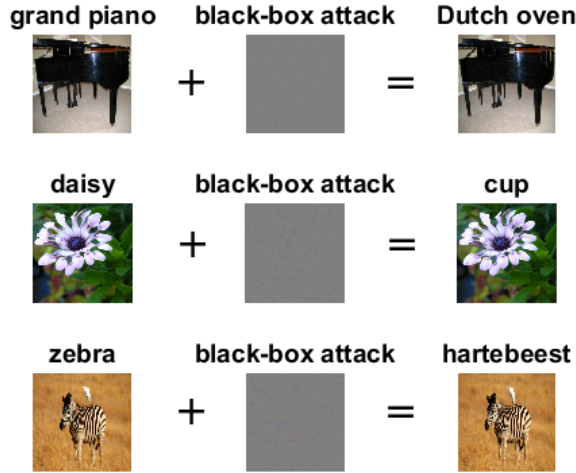 grand piano black-box attack Dutch oven
+ =
daisy black-box attack cup
+ =
zebra black-box attack hartebeest
+ =